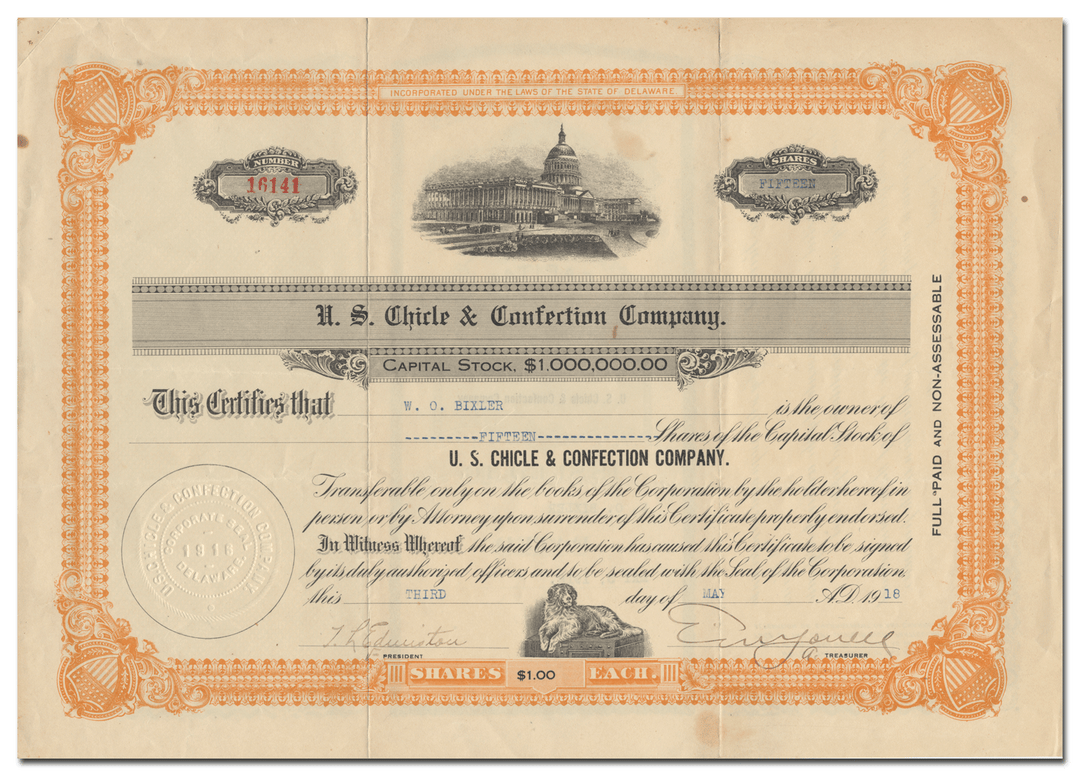 INCORPORATED UNDER THE LAWS OF THE STATE OF DELAWARE.
NUMBER
16141
SHARES
FIFTEEN
U. S. Chicle & Confection Company.
CAPITAL STOCK, $1.000,000.00
This Certifies that W. O. BIXLER is the owner of
----------FIFTEEN---------------- Shares of the Capital Stock of
U. S. CHICLE & CONFECTION COMPANY.
Transferable only on the books of the Corporation by the holder hereof in
person or by Attorney upon surrender of this Certificate properly endorsed.
In Witness Whereof the said Corporation has caused this Certificate to be signed
by its duly authorized officers and to be sealed with the Seal of the Corporation
this THIRD day of MAY A.D. 1918
PRESIDENT
TREASURER
SHARES $1.00 EACH.
FULL PAID AND NON-ASSESSABLE
U.S. CHICLE & CONFECTION COMPANY
CORPORATE SEAL
1916
DELAWARE